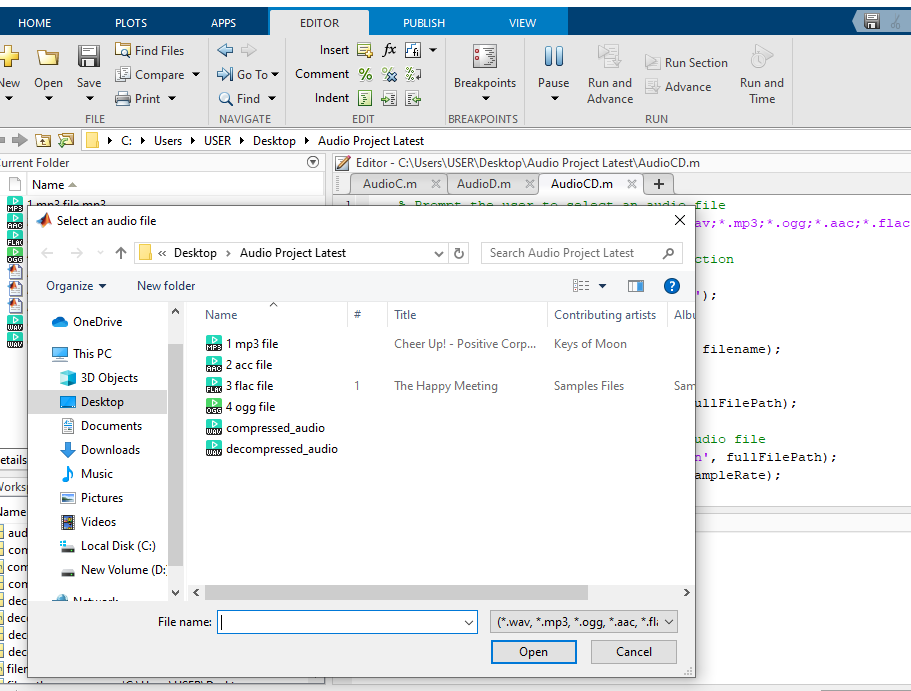 HOME PLOTS APPS EDITOR PUBLISH VIEW
Find Files Insert fx
New Open Save Compare Go To Comment Breakpoints Pause Run and Advance Run Section Advance Run and Time
Print Find Indent
FILE NAVIGATE EDIT BREAKPOINTS RUN
C: Users USER Desktop Audio Project Latest
Current Folder Editor - C:\Users\USER\Desktop\Audio Project Latest\AudioCD.m
Name AudioC.m AudioD.m AudioCD.m +
1 mp3 file.mp3 1 % Prompt the user to select an audio file
Select an audio file av;*.mp3;*.ogg;*.aac;*.flac
« Desktop Audio Project Latest Search Audio Project Latest
ction
Organize New folder ?
');
Name # Title Contributing artists Albu
OneDrive
This PC 1 mp3 file Cheer Up! - Positive Corp... Keys of Moon
filename);
3D Objects 2 acc file
Desktop 3 flac file 1 The Happy Meeting Samples Files Sam
Documents 4 ogg file
ullFilePath);
Downloads compressed_audio
Music decompressed_audio
udio file
Pictures
n', fullFilePath);
Videos
ampleRate);
Local Disk (C:)
New Volume (D:
Network
etails
Works
Name
aud
com
com
com
dec
dec
dec
dec
filer
File name: (*.wav, *.mp3, *.ogg, *.aac, *.fla
Open Cancel